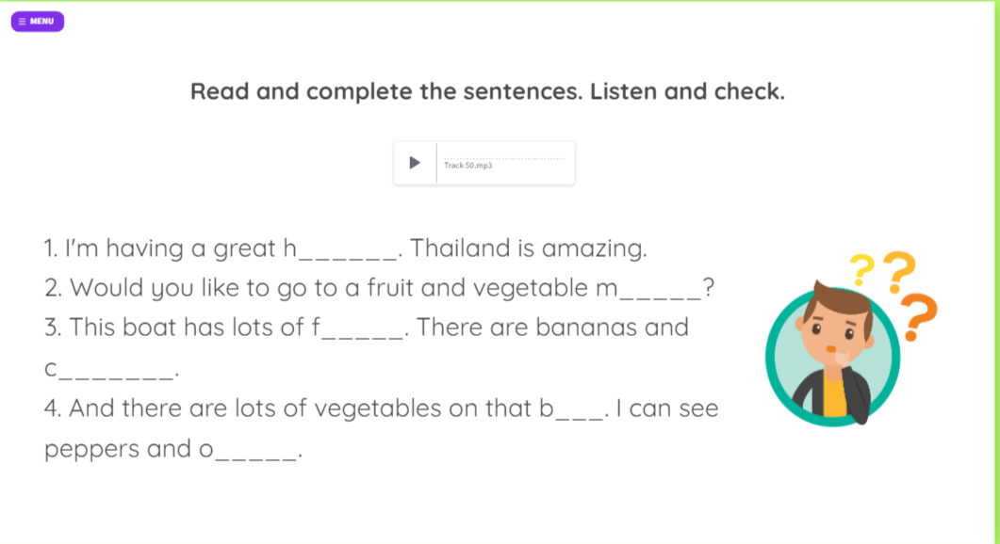 ≡ MENU
Read and complete the sentences. Listen and check.
Track 50.mp3
1. I'm having a great h______. Thailand is amazing.
2. Would you like to go to a fruit and vegetable m_____?
3. This boat has lots of f_____. There are bananas and
c_______.
4. And there are lots of vegetables on that b___. I can see
peppers and o_____.
? ? ?